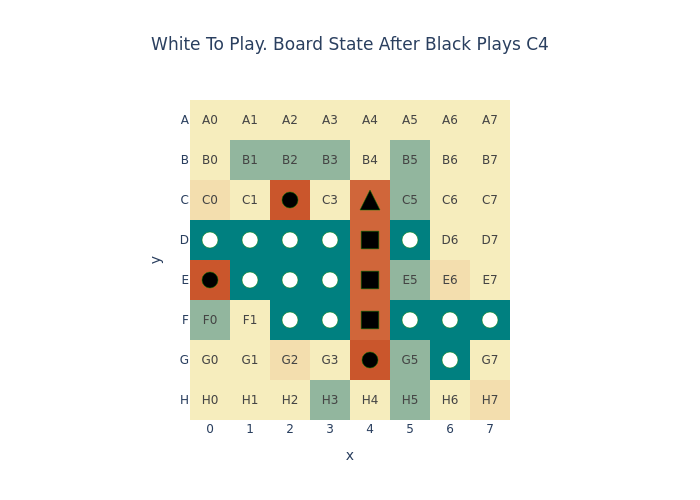 White To Play. Board State After Black Plays C4
A A0 A1 A2 A3 A4 A5 A6 A7
B B0 B1 B2 B3 B4 B5 B6 B7
C C0 C1 C3 C5 C6 C7
D D6 D7
E E5 E6 E7
F F0 F1
G G0 G1 G2 G3 G5 G7
H H0 H1 H2 H3 H4 H5 H6 H7
0 1 2 3 4 5 6 7
x
y